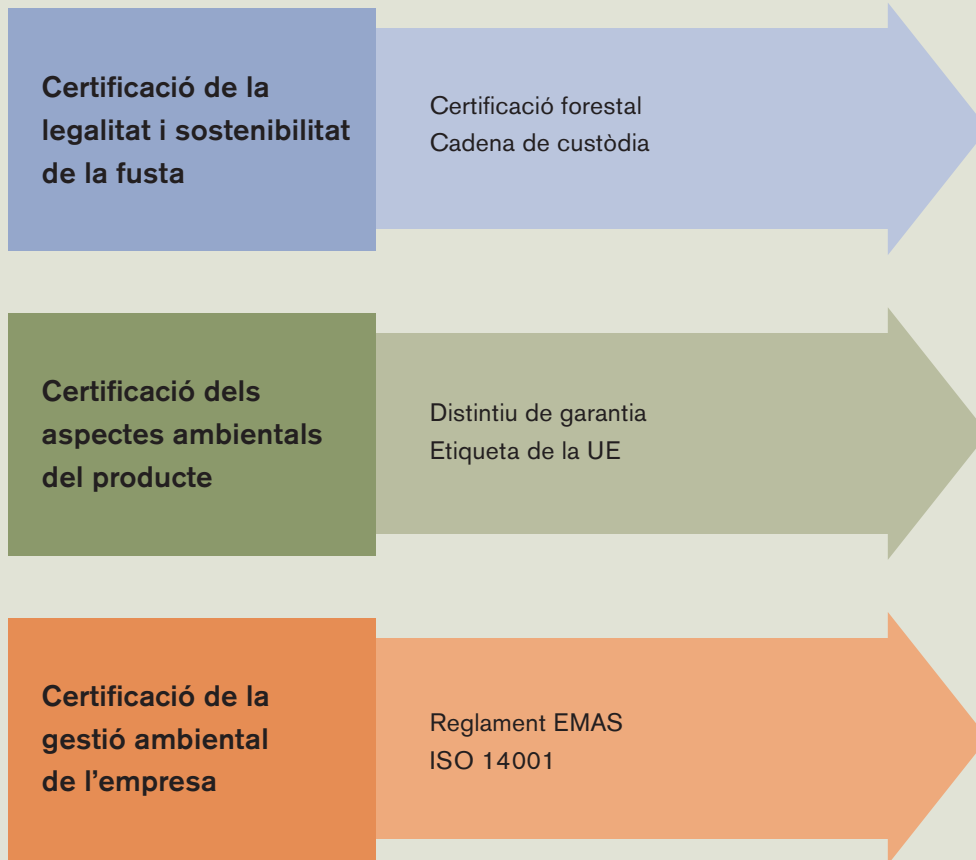 Certificació de la
legalitat i sostenibilitat
de la fusta
Certificació forestal
Cadena de custòdia
Certificació dels
aspectes ambientals
del producte
Distintiu de garantia
Etiqueta de la UE
Certificació de la
gestió ambiental
de l’empresa
Reglament EMAS
ISO 14001